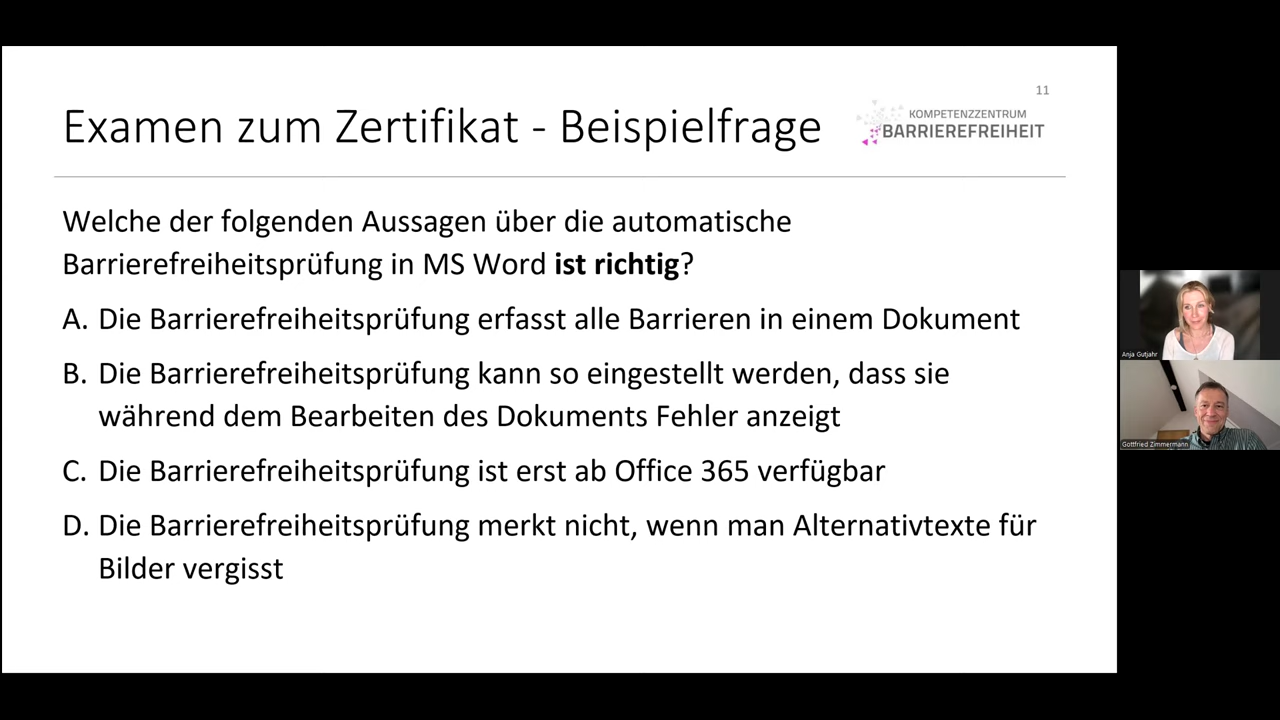 11
Examen zum Zertifikat - Beispielfrage
KOMPETENZZENTRUM
BARRIEREFREIHEIT
Welche der folgenden Aussagen über die automatische
Barrierefreiheitsprüfung in MS Word ist richtig?
A. Die Barrierefreiheitsprüfung erfasst alle Barrieren in einem Dokument
B. Die Barrierefreiheitsprüfung kann so eingestellt werden, dass sie
während dem Bearbeiten des Dokuments Fehler anzeigt
C. Die Barrierefreiheitsprüfung ist erst ab Office 365 verfügbar
D. Die Barrierefreiheitsprüfung merkt nicht, wenn man Alternativtexte für
Bilder vergisst
Anja Gutjahr
Gottfried Zimmermann